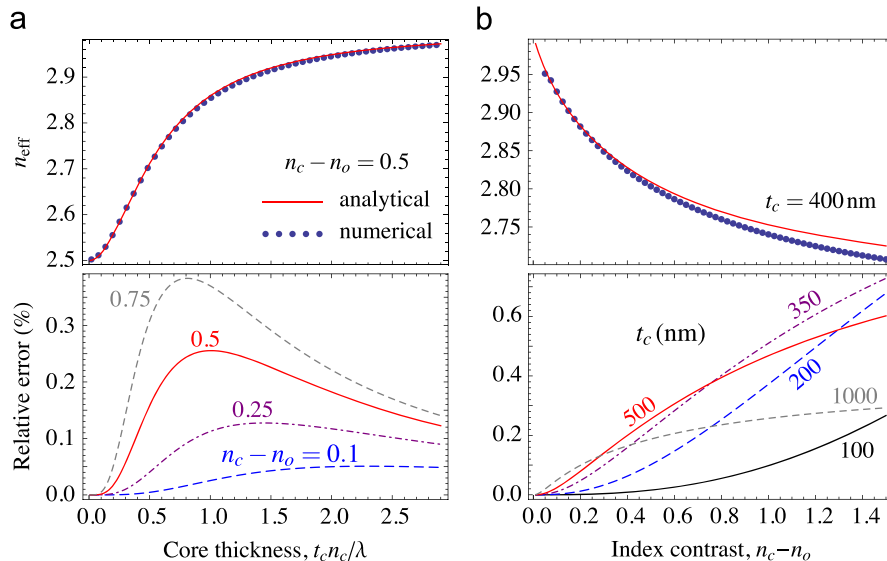 a
b
2.9
2.8
2.7
2.6
2.5
n_eff
n_c − n_o = 0.5
analytical
numerical
2.95
2.90
2.85
2.80
2.75
t_c = 400 nm
0.3
0.2
0.1
0.0
Relative error (%)
0.75
0.5
0.25
n_c − n_o = 0.1
0.0 0.5 1.0 1.5 2.0 2.5
Core thickness, t_c n_c/λ
0.6
0.4
0.2
0.0
t_c (nm)
350
500
200
1000
100
0.0 0.2 0.4 0.6 0.8 1.0 1.2 1.4
Index contrast, n_c−n_o